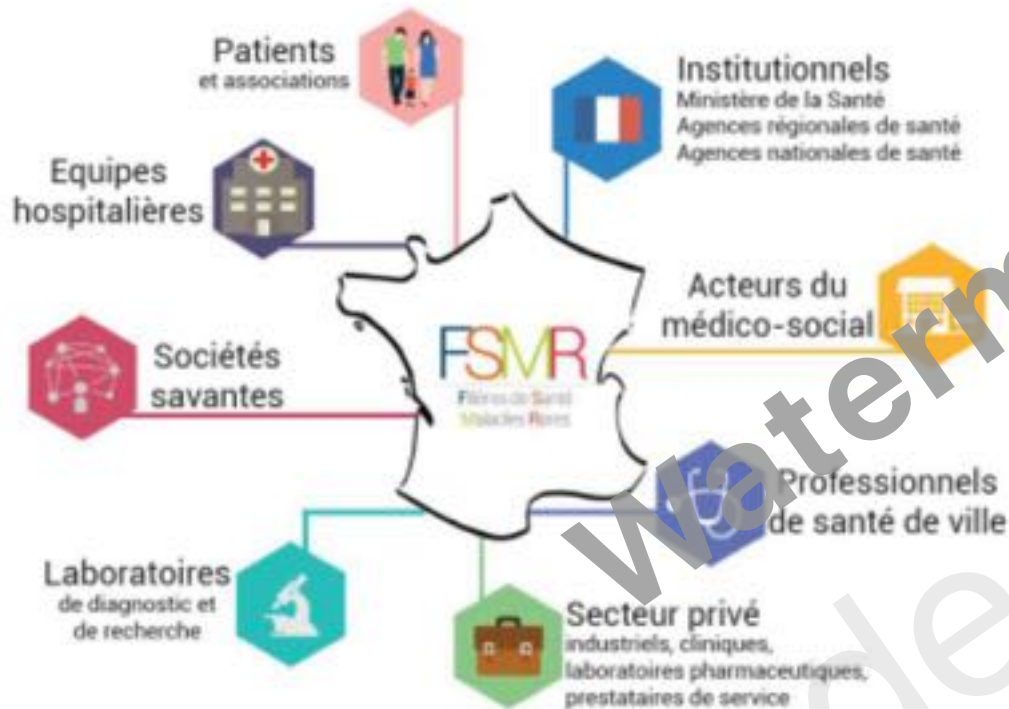 Patients
et associations
Institutionnels
Ministère de la Santé
Agences régionales de santé
Agences nationales de santé
Equipes
hospitalières
Acteurs du
médico-social
FSMR
Filières de Santé
Maladies Rares
Sociétés
savantes
Professionnels
de santé de ville
Laboratoires
de diagnostic et
de recherche
Secteur privé
industriels, cliniques,
laboratoires pharmaceutiques,
prestataires de service
Waterm
de